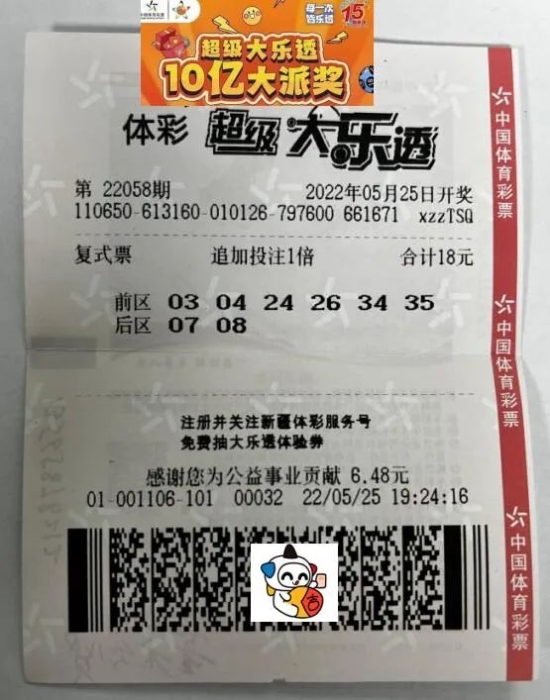 每一次
皆乐透
15
超级大乐透
10亿大派奖
体彩 超级大乐透
第 22058期 2022年05月25日开奖
110650-613160-010126-797600 661671 xzzTSQ
复式票 追加投注1倍 合计18元
前区 03 04 24 26 34 35
后区 07 08
注册并关注新疆体彩服务号
免费抽大乐透体验券
感谢您为公益事业贡献 6.48元
01-001106-101 00032 22/05/25 19:24:16
吉
中国体育彩票
中国体育彩票
中国体育彩票